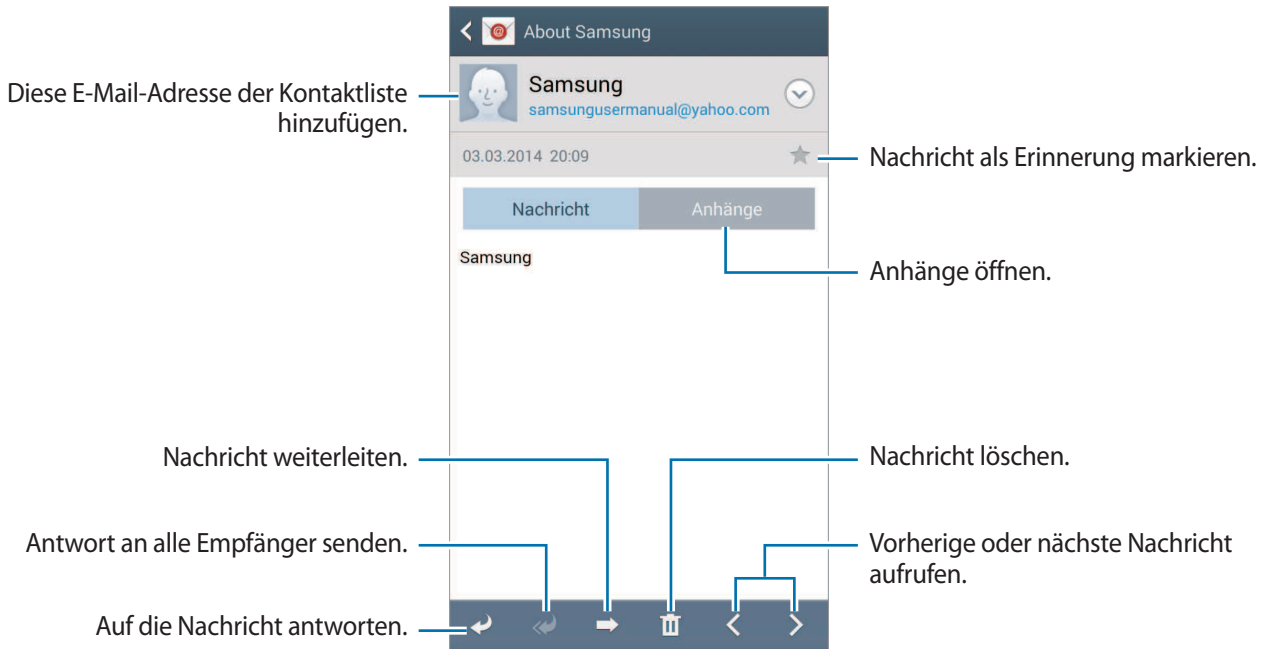 About Samsung
Samsung
samsungusermanual@yahoo.com
Diese E-Mail-Adresse der Kontaktliste
hinzufügen.
03.03.2014 20:09
Nachricht als Erinnerung markieren.
Nachricht
Anhänge
Samsung
Anhänge öffnen.
Nachricht weiterleiten.
Nachricht löschen.
Antwort an alle Empfänger senden.
Vorherige oder nächste Nachricht
aufrufen.
Auf die Nachricht antworten.